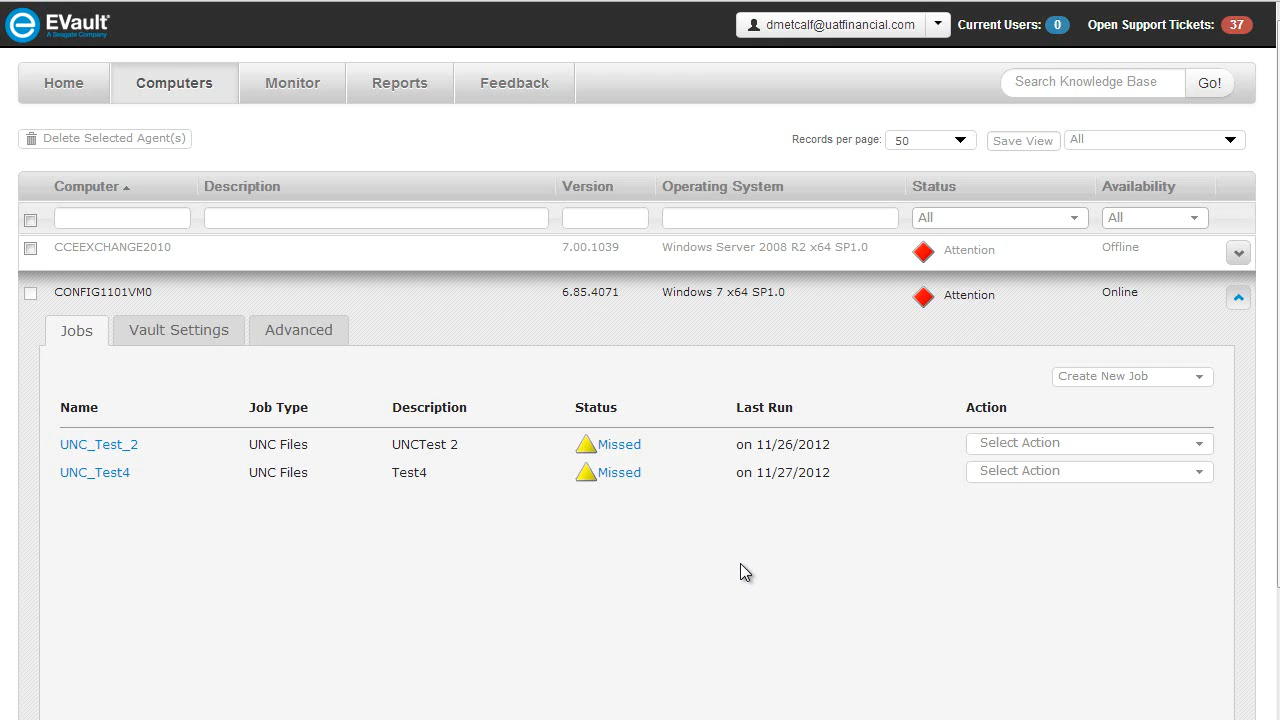 EVault
A Seagate Company
dmetcalf@uatfinancial.com
Current Users: 0
Open Support Tickets: 37
Home
Computers
Monitor
Reports
Feedback
Search Knowledge Base
Go!
Delete Selected Agent(s)
Records per page: 50
Save View
All
Computer Description Version Operating System Status Availability
All All
CCEEXCHANGE2010 7.00.1039 Windows Server 2008 R2 x64 SP1.0 Attention Offline
CONFIG1101VM0 6.85.4071 Windows 7 x64 SP1.0 Attention Online
Jobs Vault Settings Advanced
Create New Job
Name Job Type Description Status Last Run Action
UNC_Test_2 UNC Files UNCTest 2 Missed on 11/26/2012 Select Action
UNC_Test4 UNC Files Test4 Missed on 11/27/2012 Select Action